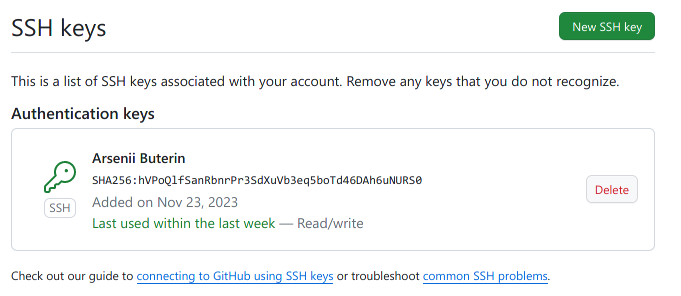 SSH keys
New SSH key
This is a list of SSH keys associated with your account. Remove any keys that you do not recognize.
Authentication keys
Arsenii Buterin
SHA256:hVPoQlfSanRbnrPr3SdXuVb3eq5boTd46DAh6uNURS0
Added on Nov 23, 2023
Last used within the last week — Read/write
SSH
Delete
Check out our guide to connecting to GitHub using SSH keys or troubleshoot common SSH problems.